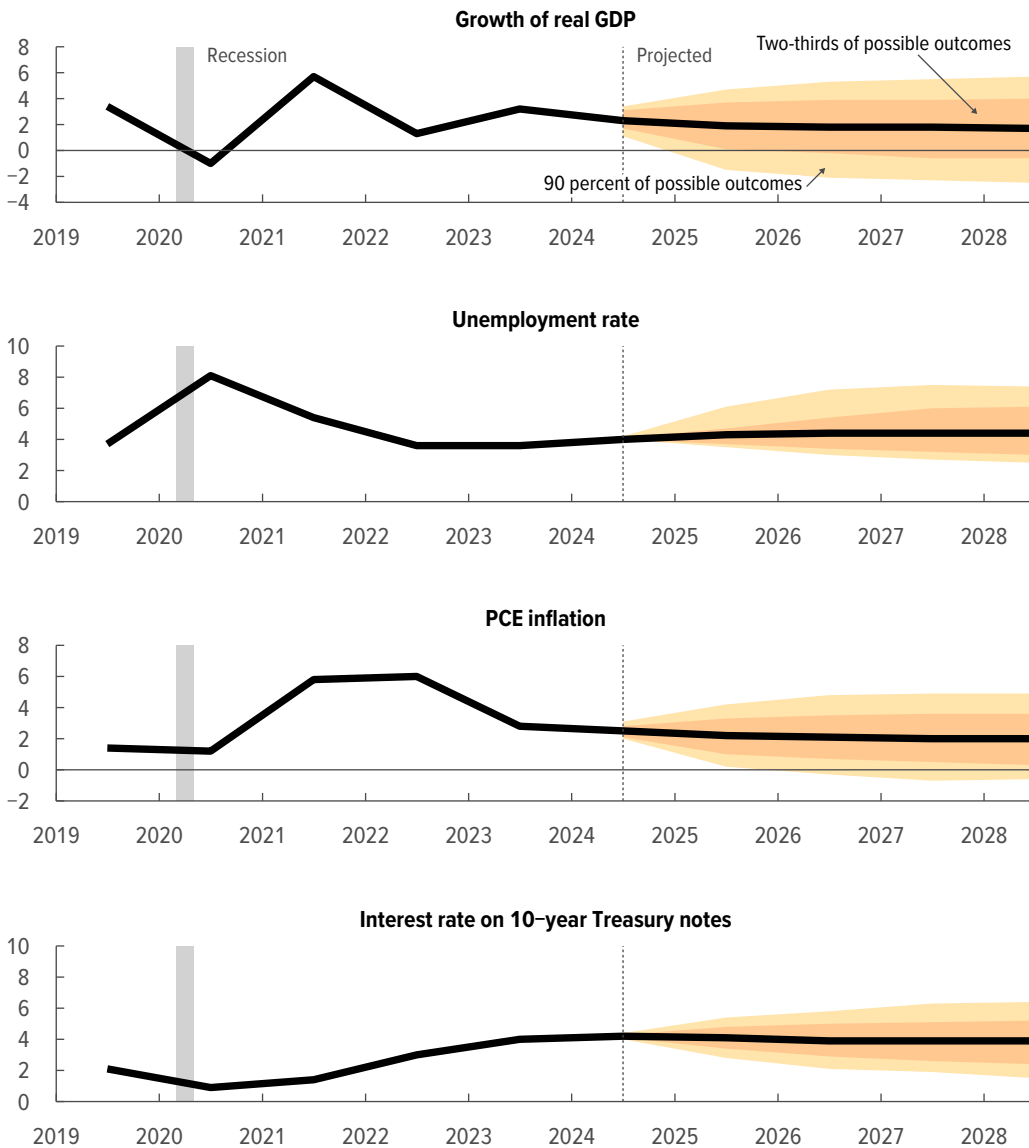 Growth of real GDP
8
6
4
2
0
−2
−4
Recession
Projected
Two-thirds of possible outcomes
90 percent of possible outcomes
2019 2020 2021 2022 2023 2024 2025 2026 2027 2028
Unemployment rate
10
8
6
4
2
0
2019 2020 2021 2022 2023 2024 2025 2026 2027 2028
PCE inflation
8
6
4
2
0
−2
2019 2020 2021 2022 2023 2024 2025 2026 2027 2028
Interest rate on 10−year Treasury notes
10
8
6
4
2
0
2019 2020 2021 2022 2023 2024 2025 2026 2027 2028